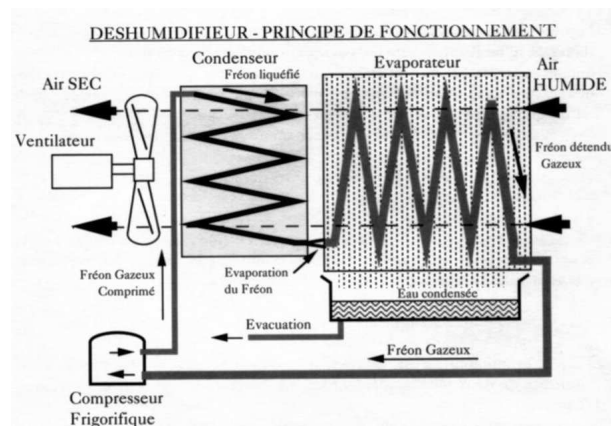 DESHUMIDIFIEUR - PRINCIPE DE FONCTIONNEMENT
Condenseur
Fréon liquéfié
Evaporateur
Air SEC
Air
HUMIDE
Ventilateur
Fréon détendu
Gazeux
Fréon Gazeux
Comprimé
Evaporation
du Fréon
Eau condensée
Evacuation
Fréon Gazeux
Compresseur
Frigorifique